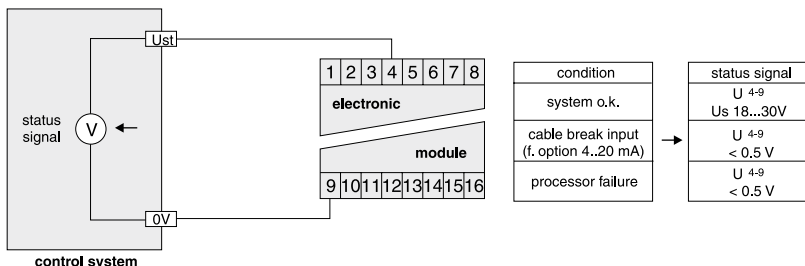 Ust
status
signal
V
0V
control system
1 2 3 4 5 6 7 8
electronic
module
9 10 11 12 13 14 15 16
condition
system o.k.
cable break input
(f. option 4..20 mA)
processor failure
status signal
U 4-9
Us 18...30V
U 4-9
< 0.5 V
U 4-9
< 0.5 V